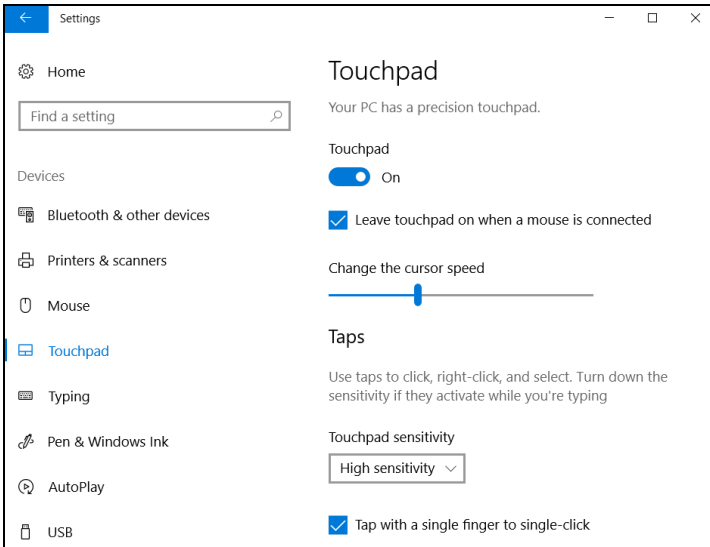 Settings
Home
Find a setting
Devices
Bluetooth & other devices
Printers & scanners
Mouse
Touchpad
Typing
Pen & Windows Ink
AutoPlay
USB
Touchpad
Your PC has a precision touchpad.
Touchpad
On
Leave touchpad on when a mouse is connected
Change the cursor speed
Taps
Use taps to click, right-click, and select. Turn down the
sensitivity if they activate while you're typing
Touchpad sensitivity
High sensitivity
Tap with a single finger to single-click